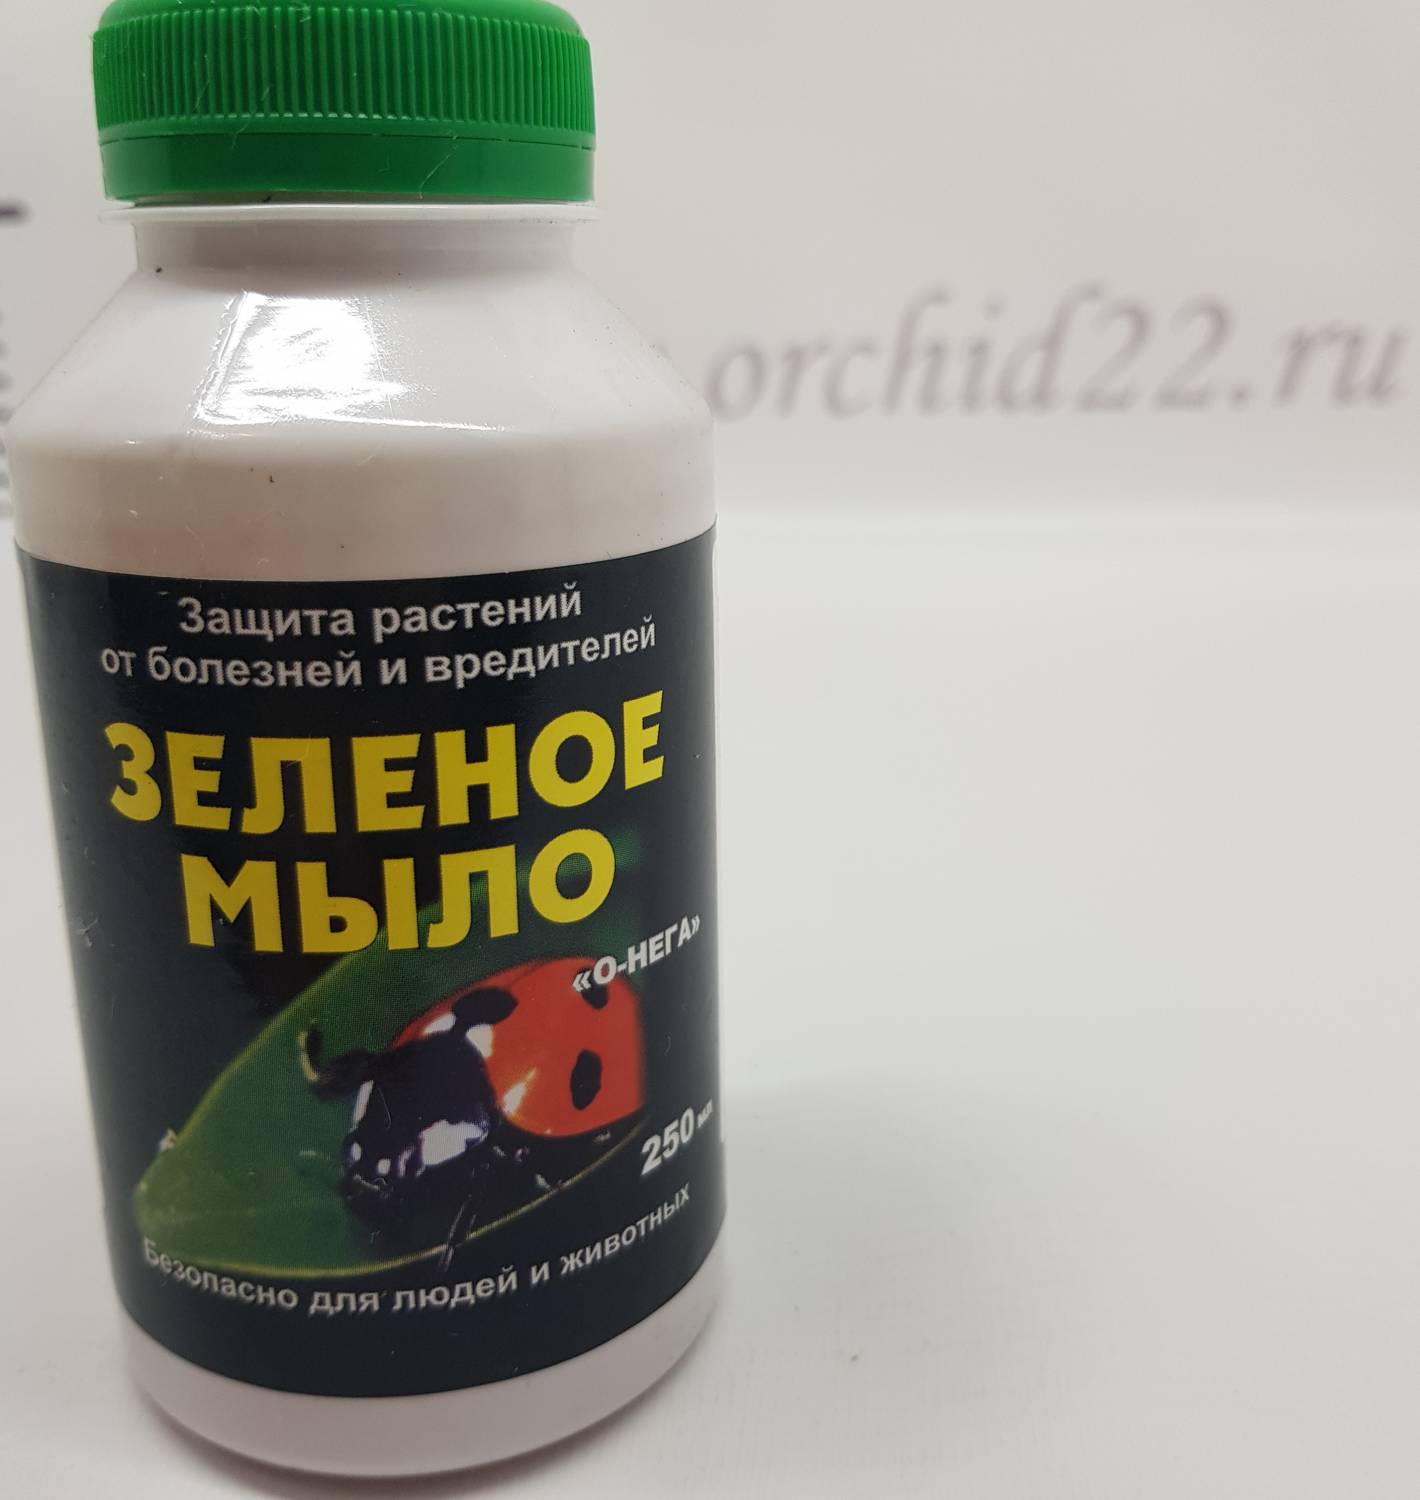 orchid22.ru
Защита растений
от болезней и вредителей
ЗЕЛЕНОЕ
МЫЛО
«О-НЕГА»
250 мл
Безопасно для людей и животных